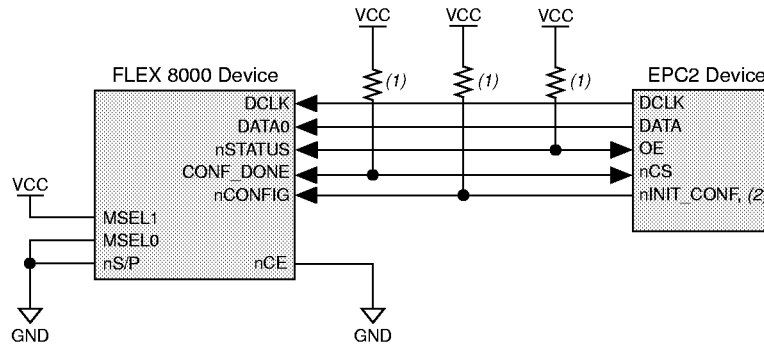 VCC VCC VCC
(1) (1) (1)
FLEX 8000 Device
EPC2 Device
DCLK DCLK
DATA0 DATA
nSTATUS OE
CONF_DONE nCS
nCONFIG nINIT_CONF, (2)
VCC
MSEL1
MSEL0
nS/P nCE
GND GND